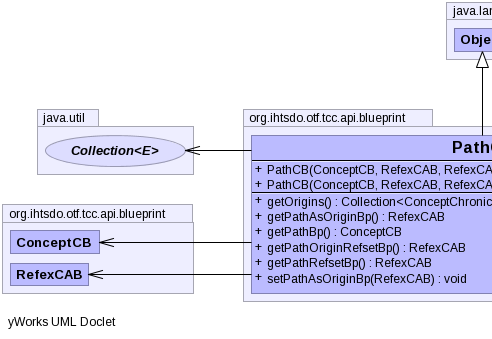 java.lan
Obje
java.util
Collection<E>
org.ihtsdo.otf.tcc.api.blueprint
PathC
+ PathCB(ConceptCB, RefexCAB, RefexCA
+ PathCB(ConceptCB, RefexCAB, RefexCA
+ getOrigins() : Collection<ConceptChronic
+ getPathAsOriginBp() : RefexCAB
+ getPathBp() : ConceptCB
+ getPathOriginRefsetBp() : RefexCAB
+ getPathRefsetBp() : RefexCAB
+ setPathAsOriginBp(RefexCAB) : void
org.ihtsdo.otf.tcc.api.blueprint
ConceptCB
RefexCAB
yWorks UML Doclet